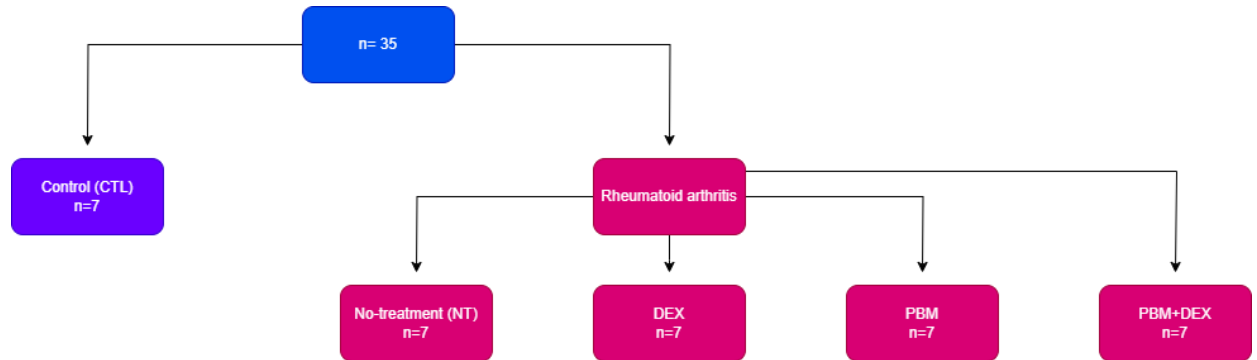 n= 35
Control (CTL)
n=7
Rheumatoid arthritis
No-treatment (NT)
n=7
DEX
n=7
PBM
n=7
PBM+DEX
n=7